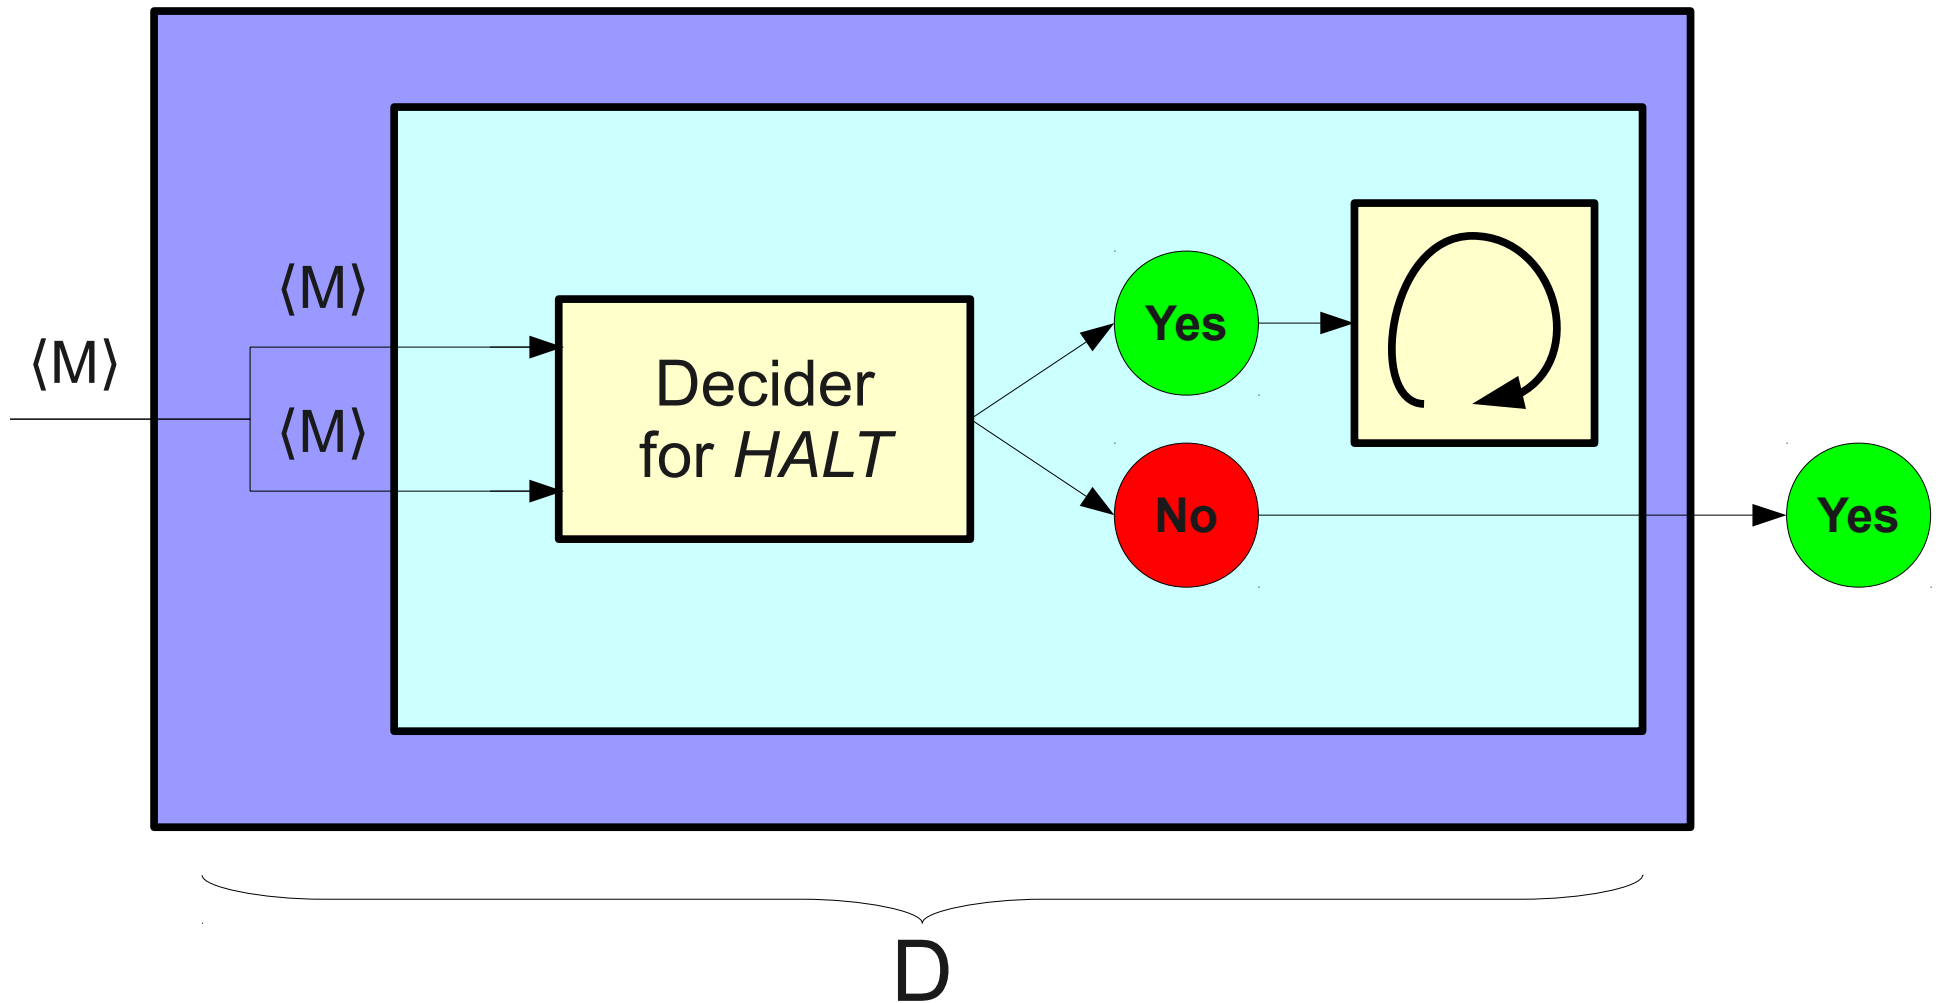 ⟨M⟩
⟨M⟩
⟨M⟩
Decider
for HALT
Yes
No
Yes
D